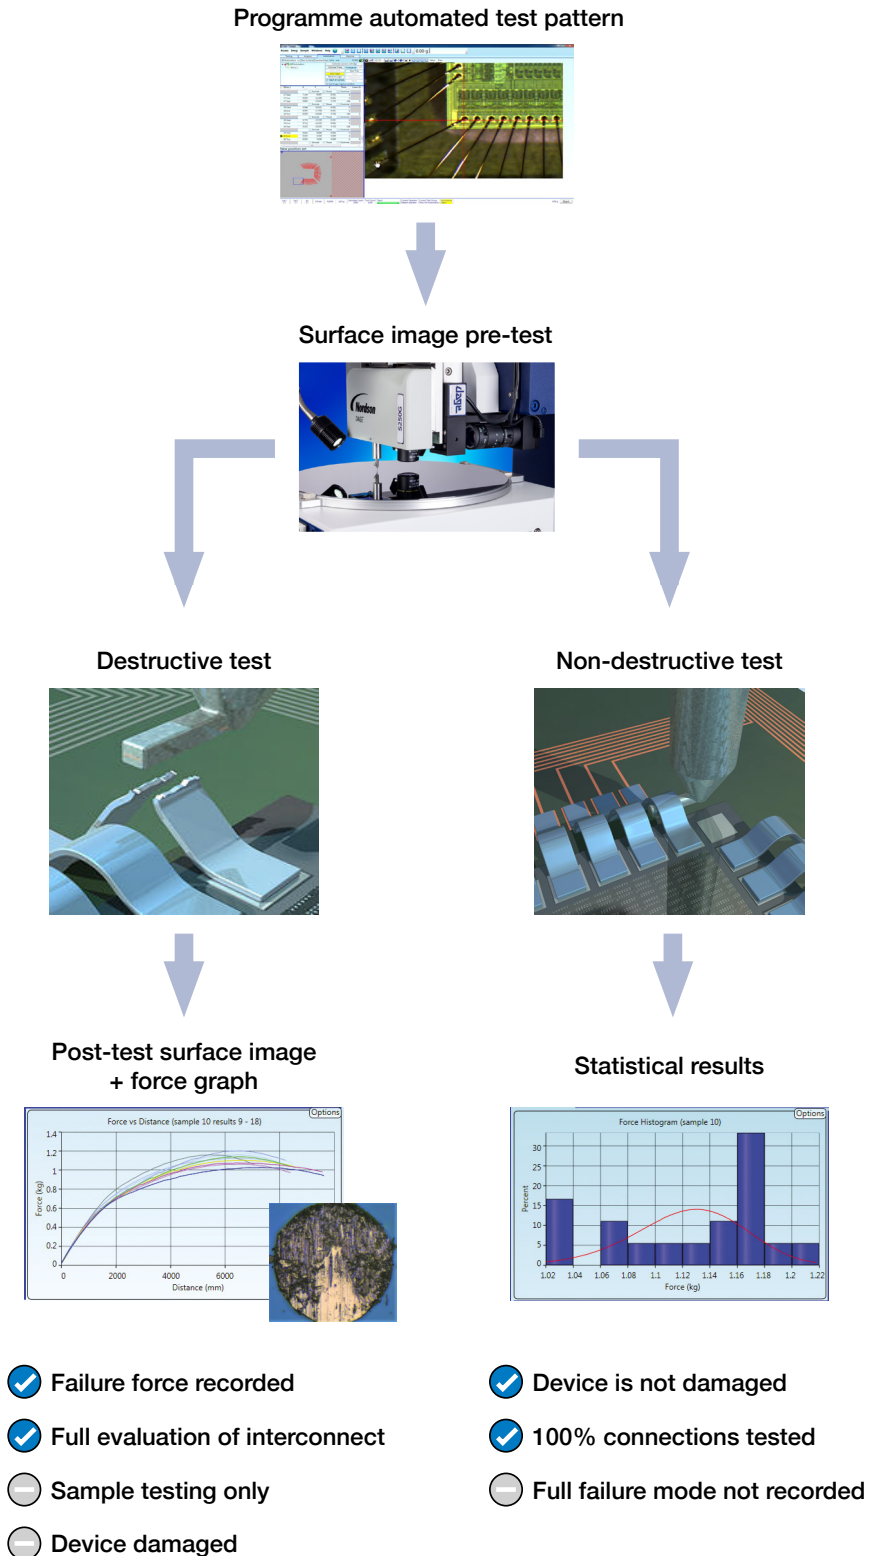 Programme automated test pattern
Surface image pre-test
Nordson
DAGE
S250G
dage
Destructive test
Non-destructive test
Post-test surface image
+ force graph
Statistical results
Options
Force vs Distance (sample 10 results 9 - 18)
1.4
1.2
1
0.8
0.6
0.4
0.2
0
Force (kg)
0 2000 4000 6000
Distance (mm)
Options
Force Histogram (sample 10)
30
25
20
15
10
5
0
Percent
1.02 1.04 1.06 1.08 1.1 1.12 1.14 1.16 1.18 1.2 1.22
Force (kg)
Failure force recorded
Full evaluation of interconnect
Sample testing only
Device damaged
Device is not damaged
100% connections tested
Full failure mode not recorded